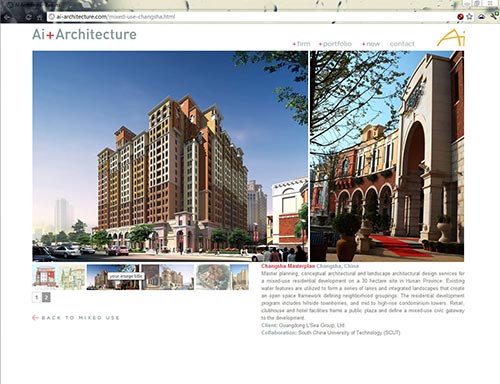 ai-architecture.com/mixed-use-changsha.html
Ai+Architecture
+firm +portfolio +new contact
Ai
your image title
1 2
BACK TO MIXED USE
Changsha Masterplan Changsha, China
Master planning, conceptual architectural and landscape architectural design services for
a mixed-use residential development on a 30 hectare site in Hunan Province. Existing
water features are utilized to form a series of lakes and integrated landscapes that create
an open space framework defining neighborhood groupings. The residential development
program includes hillside townhomes, and mid to high-rise condominium towers. Retail,
clubhouse and hotel facilities frame a public plaza and define a mixed-use civic gateway
to the development.
Client: Guangdong L'Sea Group, Ltd.
Collaboration: South China University of Technology (SCUT)